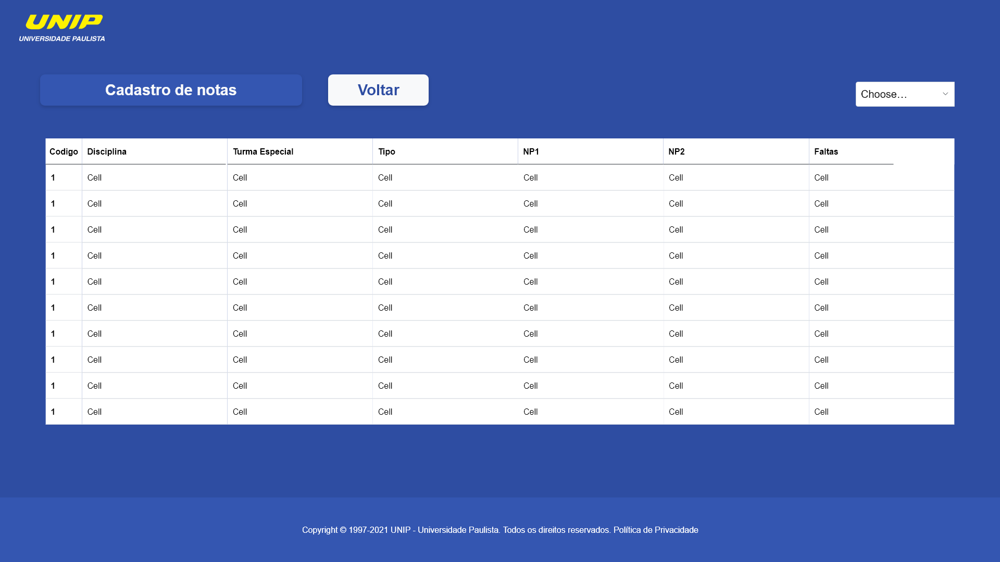 UNIP
UNIVERSIDADE PAULISTA
Cadastro de notas
Voltar
Choose...
Codigo Disciplina Turma Especial Tipo NP1 NP2 Faltas
1 Cell Cell Cell Cell Cell Cell
1 Cell Cell Cell Cell Cell Cell
1 Cell Cell Cell Cell Cell Cell
1 Cell Cell Cell Cell Cell Cell
1 Cell Cell Cell Cell Cell Cell
1 Cell Cell Cell Cell Cell Cell
1 Cell Cell Cell Cell Cell Cell
1 Cell Cell Cell Cell Cell Cell
1 Cell Cell Cell Cell Cell Cell
1 Cell Cell Cell Cell Cell Cell
Copyright © 1997-2021 UNIP - Universidade Paulista. Todos os direitos reservados. Política de Privacidade